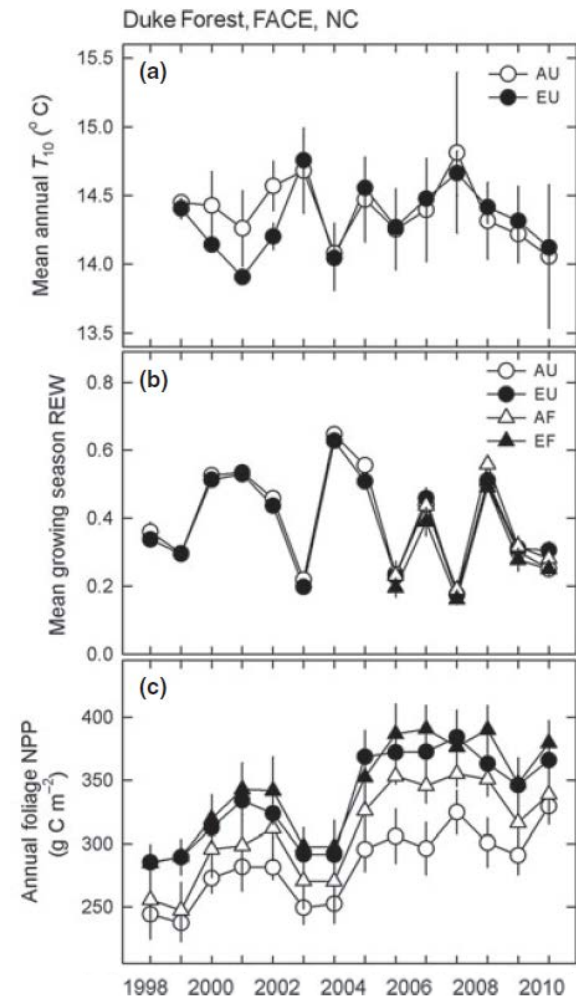 Duke Forest, FACE, NC
(a)
AU
EU
Mean annual T10 (° C)
15.5
15.0
14.5
14.0
13.5
(b)
AU
EU
AF
EF
Mean growing season REW
0.8
0.6
0.4
0.2
0.0
(c)
Annual foliage NPP
(g C m−2)
400
350
300
250
1998 2000 2002 2004 2006 2008 2010